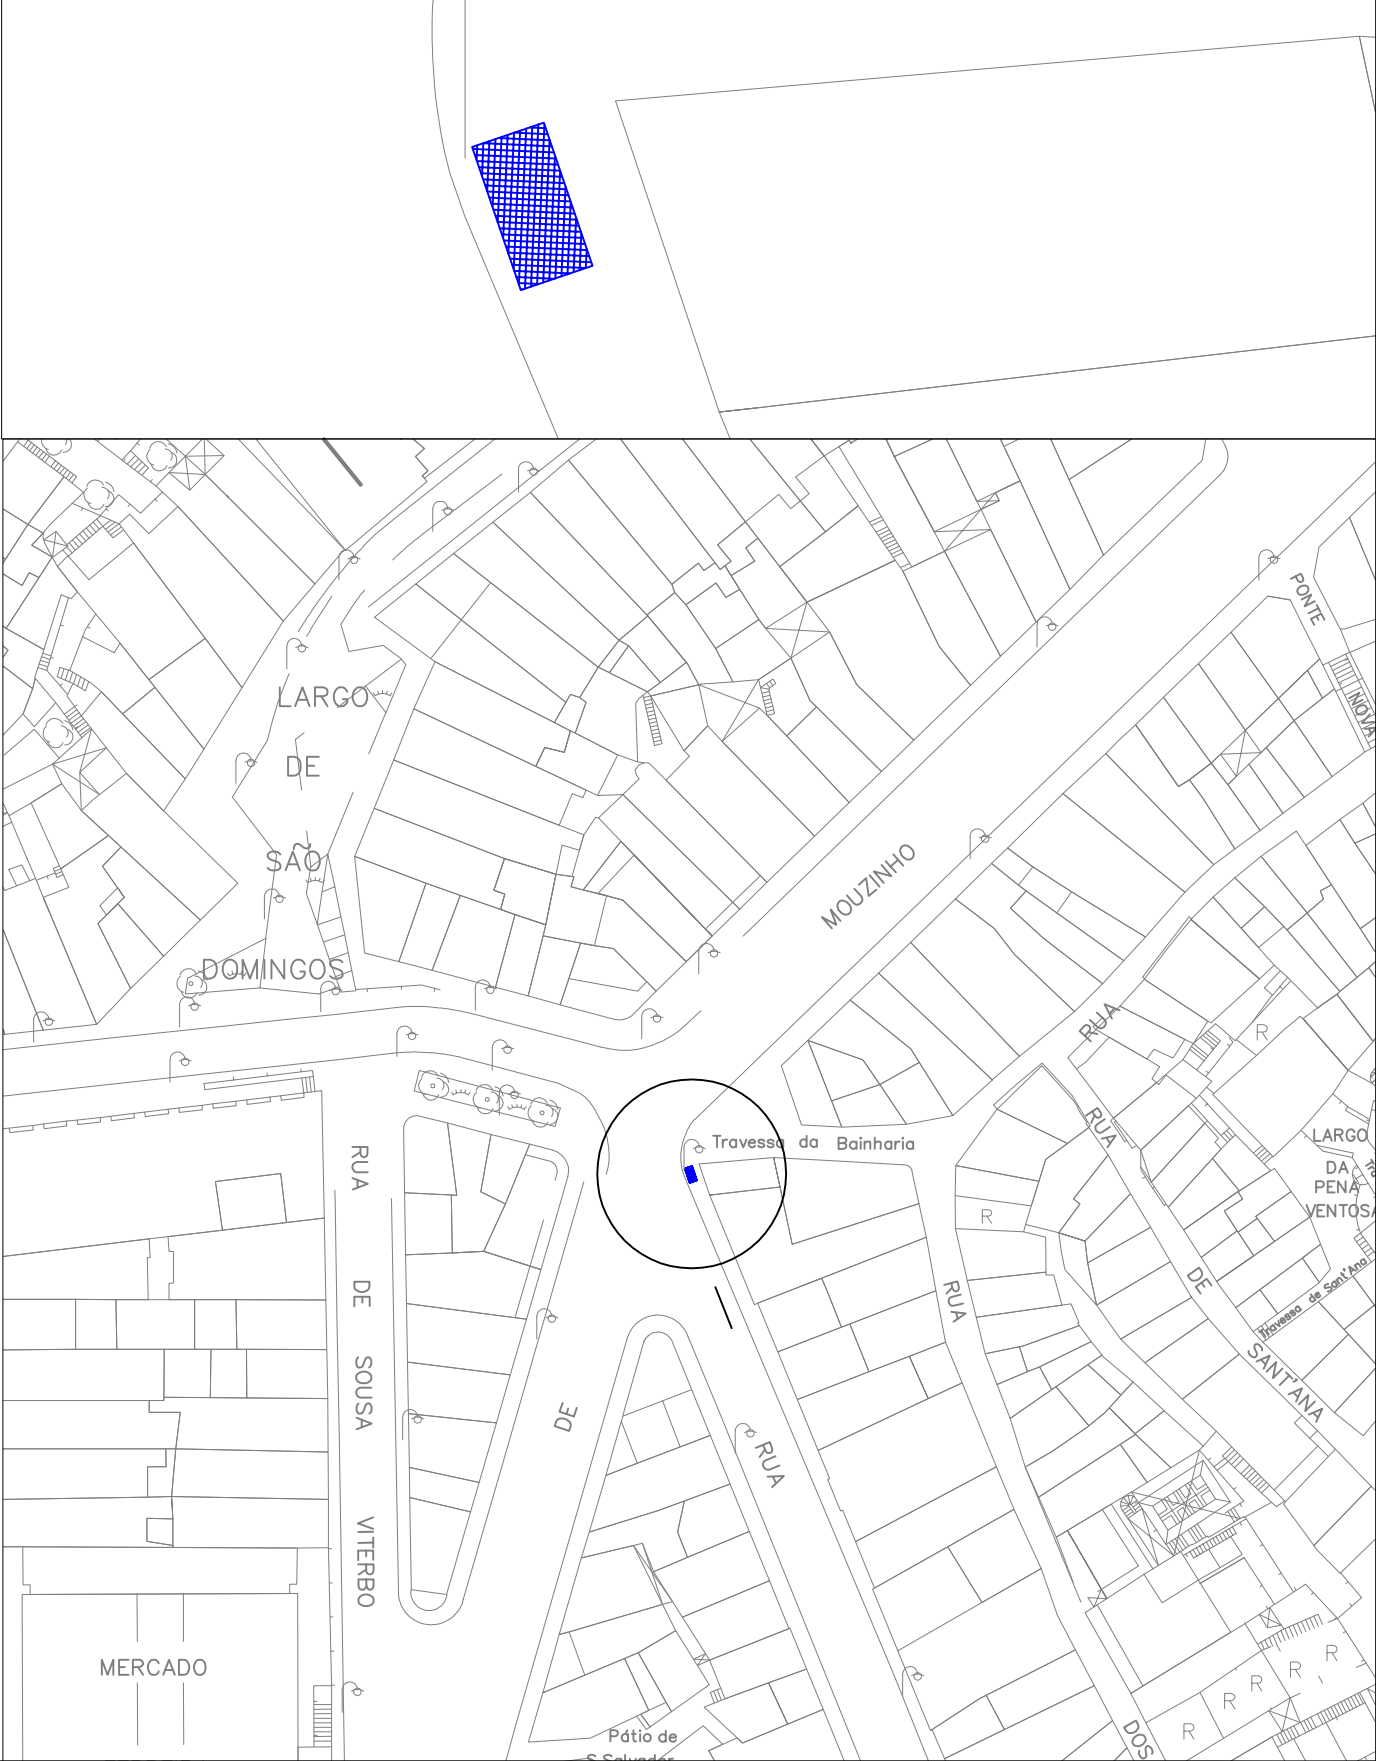 PONTE
NOVA
LARGO
DE
SÃO
DOMINGOS
MOUZINHO
RUA
R
RUA
Travessa da Bainharia
LARGO
DA
PENA
VENTOSA
RUA
DE
SOUSA
VITERBO
R
RUA
DE
SANT'ANA
Travessa de Sant'Ana
RUA
DOS
DE
RUA
MERCADO
R
R
R
R
R
Pátio de
S.Salvador